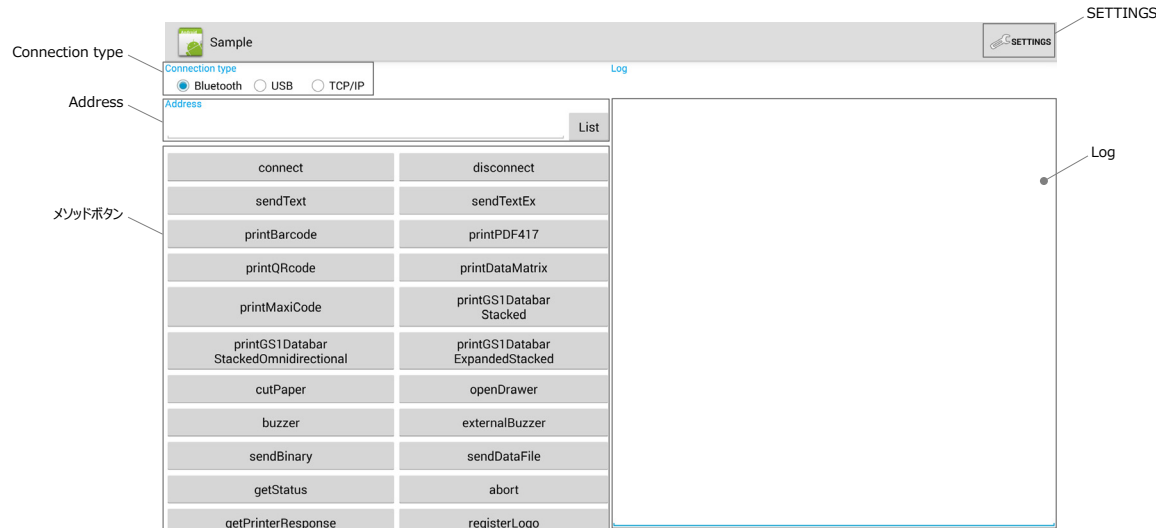 SETTINGS
Sample
SETTINGS
Connection type
Connection type
Log
Bluetooth
USB
TCP/IP
Address
Address
List
Log
connect
disconnect
sendText
sendTextEx
メソッドボタン
printBarcode
printPDF417
printQRcode
printDataMatrix
printMaxiCode
printGS1Databar
Stacked
printGS1Databar
StackedOmnidirectional
printGS1Databar
ExpandedStacked
cutPaper
openDrawer
buzzer
externalBuzzer
sendBinary
sendDataFile
getStatus
abort
getPrinterResponse
registerLogo